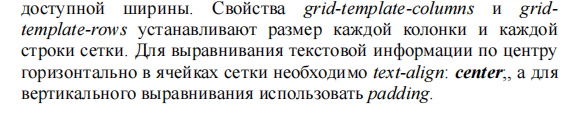 доступной ширины. Свойства grid-template-columns и grid-
template-rows устанавливают размер каждой колонки и каждой
строки сетки. Для выравнивания текстовой информации по центру
горизонтально в ячейках сетки необходимо text-align: center,, а для
вертикального выравнивания использовать padding.